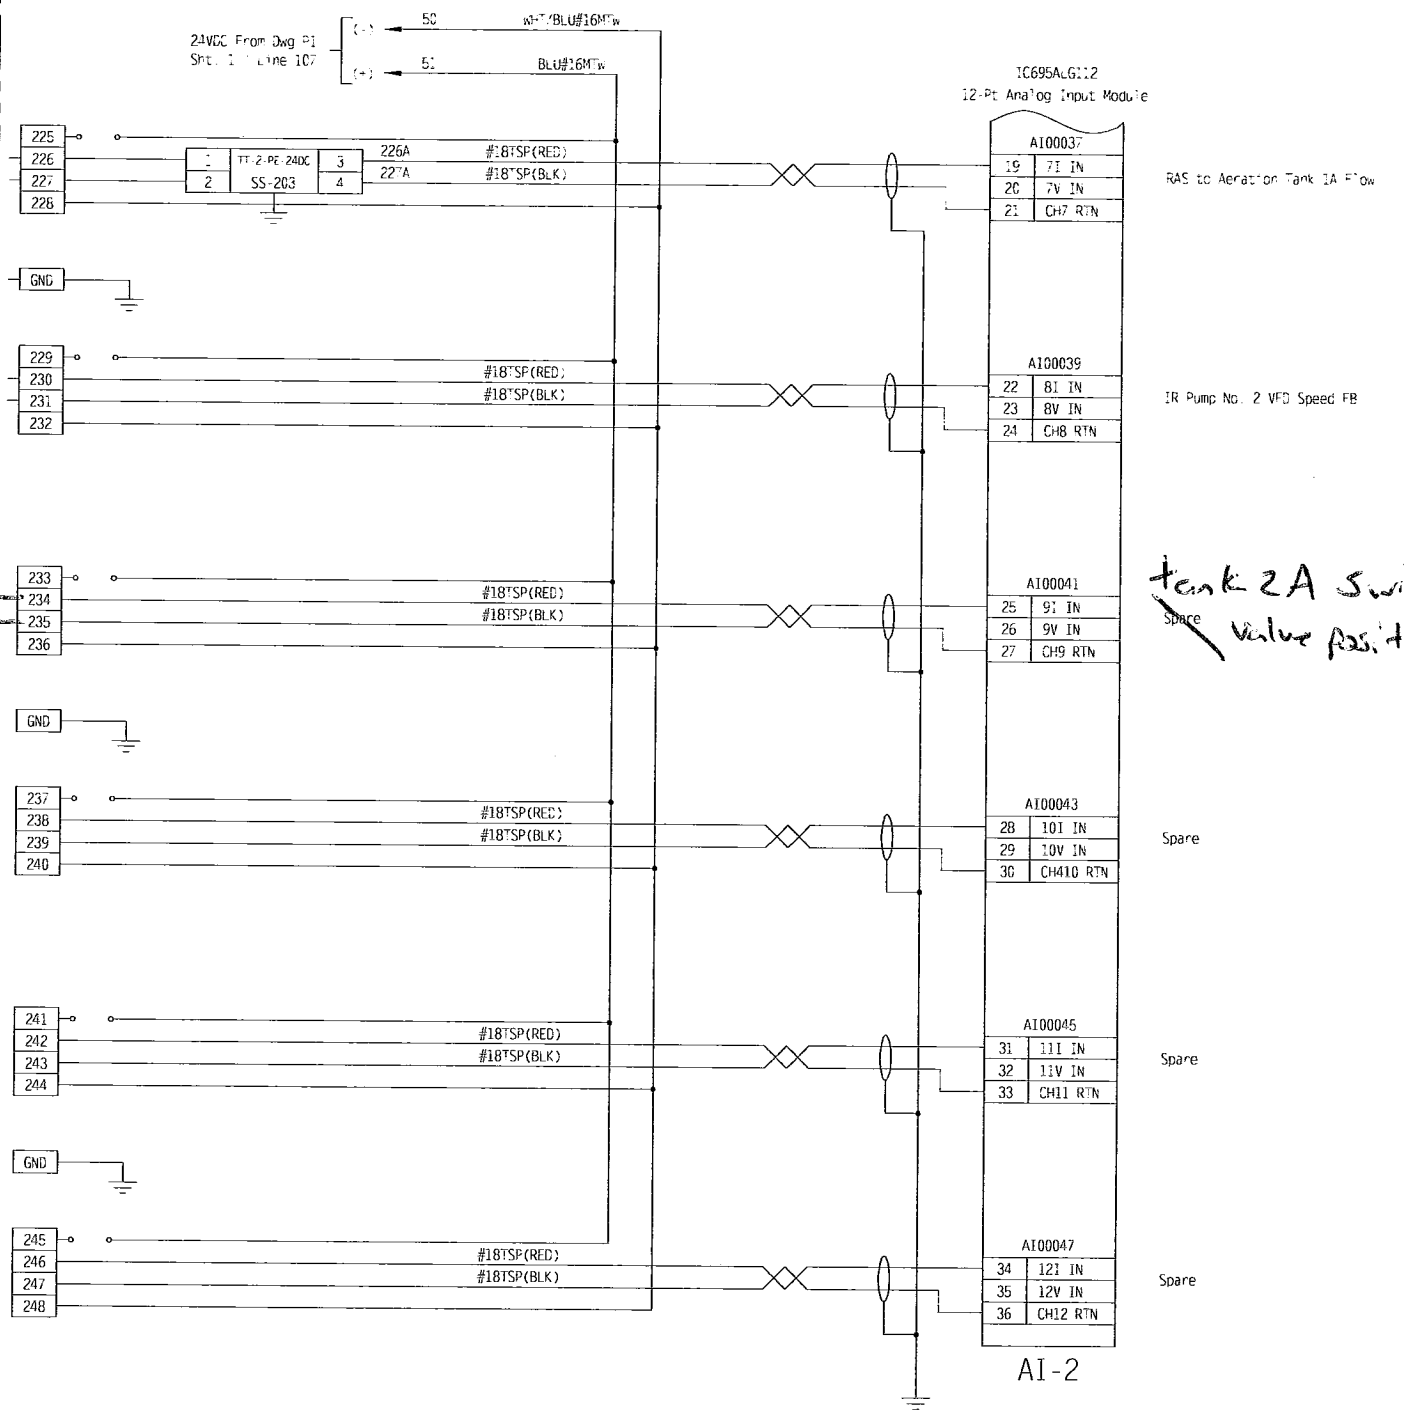 50 WHT/BLU#16MTW
(-)
24VDC From Dwg P1
Sht. 1 Line 107
51 BLU#16MTW
(+)
IC695ALG112
12-Pt Analog Input Module
225
226
227
228
1 TT-2-PE-24DC 3
2 SS-203 4
226A #18TSP(RED)
227A #18TSP(BLK)
AI00037
19 7I IN
20 7V IN
21 CH7 RTN
RAS to Aeration Tank 1A Flow
GND
229
230
231
232
#18TSP(RED)
#18TSP(BLK)
AI00039
22 8I IN
23 8V IN
24 CH8 RTN
IR Pump No. 2 VFD Speed FB
233
234
235
236
#18TSP(RED)
#18TSP(BLK)
AI00041
25 9I IN
26 9V IN
27 CH9 RTN
tank 2A Swi
Spare
valve posit
GND
237
238
239
240
#18TSP(RED)
#18TSP(BLK)
AI00043
28 10I IN
29 10V IN
30 CH410 RTN
Spare
241
242
243
244
#18TSP(RED)
#18TSP(BLK)
AI00045
31 11I IN
32 11V IN
33 CH11 RTN
Spare
GND
245
246
247
248
#18TSP(RED)
#18TSP(BLK)
AI00047
34 12I IN
35 12V IN
36 CH12 RTN
Spare
AI-2